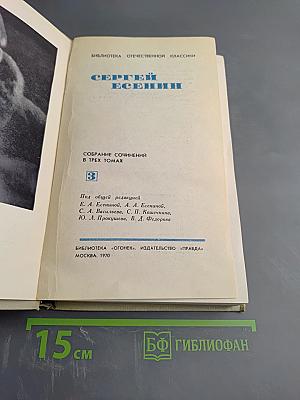 БИБЛИОТЕКА ОТЕЧЕСТВЕННОЙ КЛАССИКИ
СЕРГЕЙ
ЕСЕНИН
СОБРАНИЕ СОЧИНЕНИЙ
В ТРЕХ ТОМАХ
3
Под общей редакцией
Е. А. Есениной, А. А. Есениной,
С. А. Васильева, С. П. Кошечкина,
Ю. Л. Прокушева, В. Д. Федорова
БИБЛИОТЕКА «ОГОНЕК». ИЗДАТЕЛЬСТВО «ПРАВДА»
МОСКВА. 1970
15 см
БФ ГИБЛИОФАН